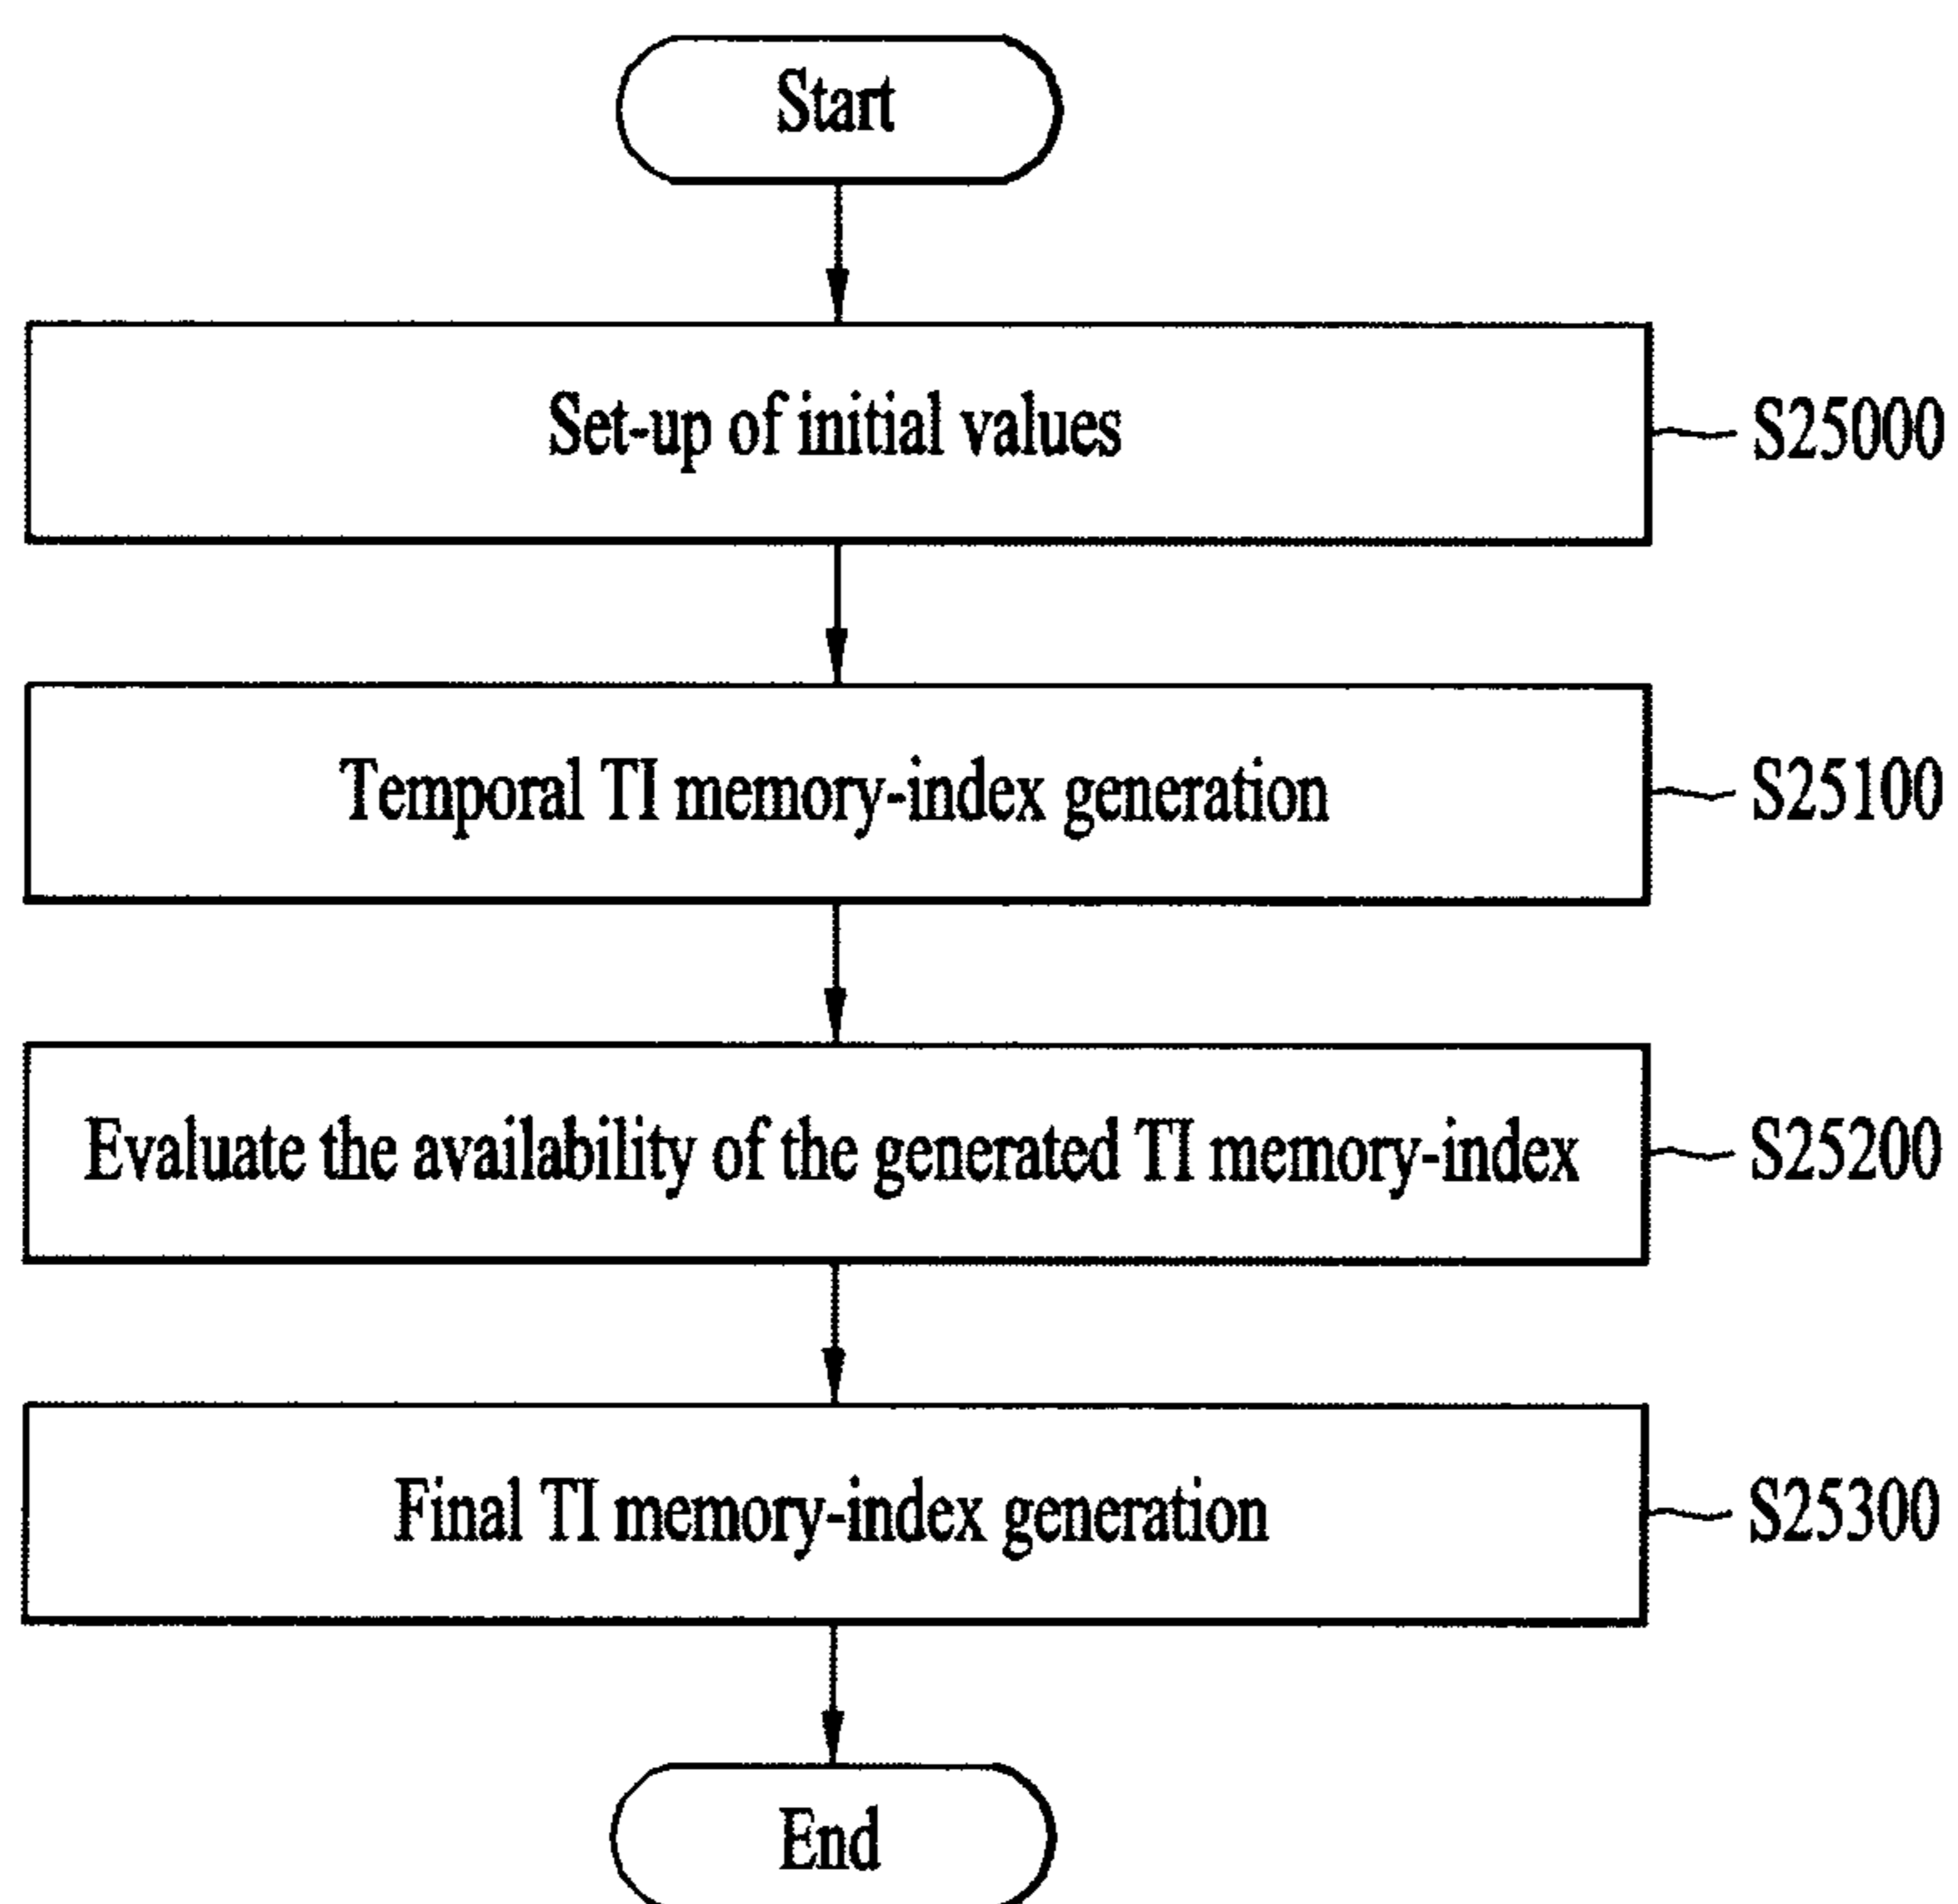 Start
Set-up of initial values
S25000
Temporal TI memory-index generation
S25100
Evaluate the availability of the generated TI memory-index
S25200
Final TI memory-index generation
S25300
End